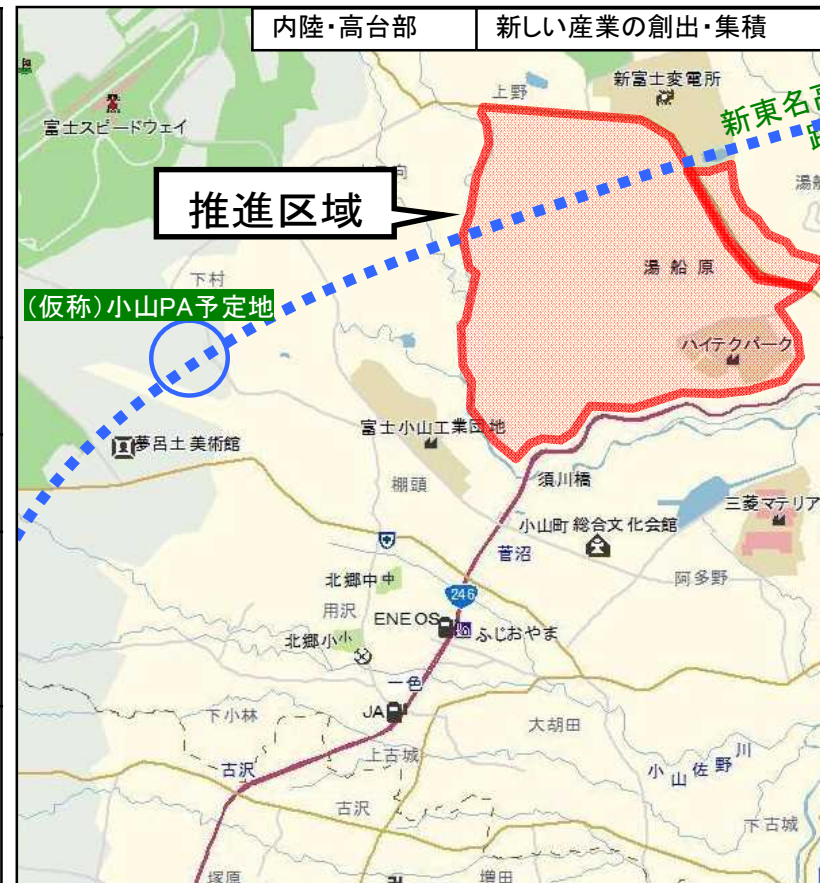 内陸・高台部
新しい産業の創出・集積
上野
新富士変電所
富士スピードウェイ
新東名高
推進区域
湯船原
下村
(仮称)小山PA予定地
ハイテクパーク
富士小山工業団地
夢呂土美術館
棚頭
須川橋
三菱マテリア
小山町総合文化会館
菅沼
阿多野
北郷中
中
246
用沢
ENEOS
ふじおやま
北郷小
小
一色
JA
下小林
大胡田
上古城
小山佐野川
古沢
古沢
下古城
塚原
増田